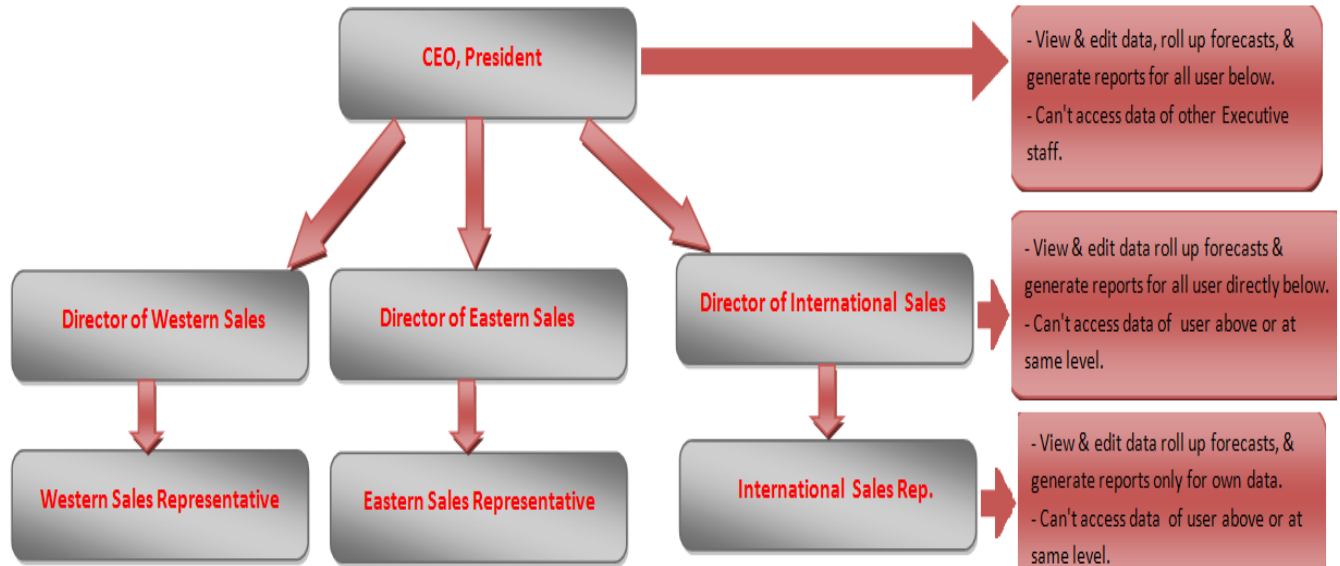 CEO, President
- View & edit data, roll up forecasts, &
generate reports for all user below.
- Can't access data of other Executive
staff.
Director of Western Sales
Director of Eastern Sales
Director of International Sales
- View & edit data roll up forecasts &
generate reports for all user directly below.
- Can't access data of user above or at
same level.
Western Sales Representative
Eastern Sales Representative
International Sales Rep.
- View & edit data roll up forecasts, &
generate reports only for own data.
- Can't access data of user above or at
same level.